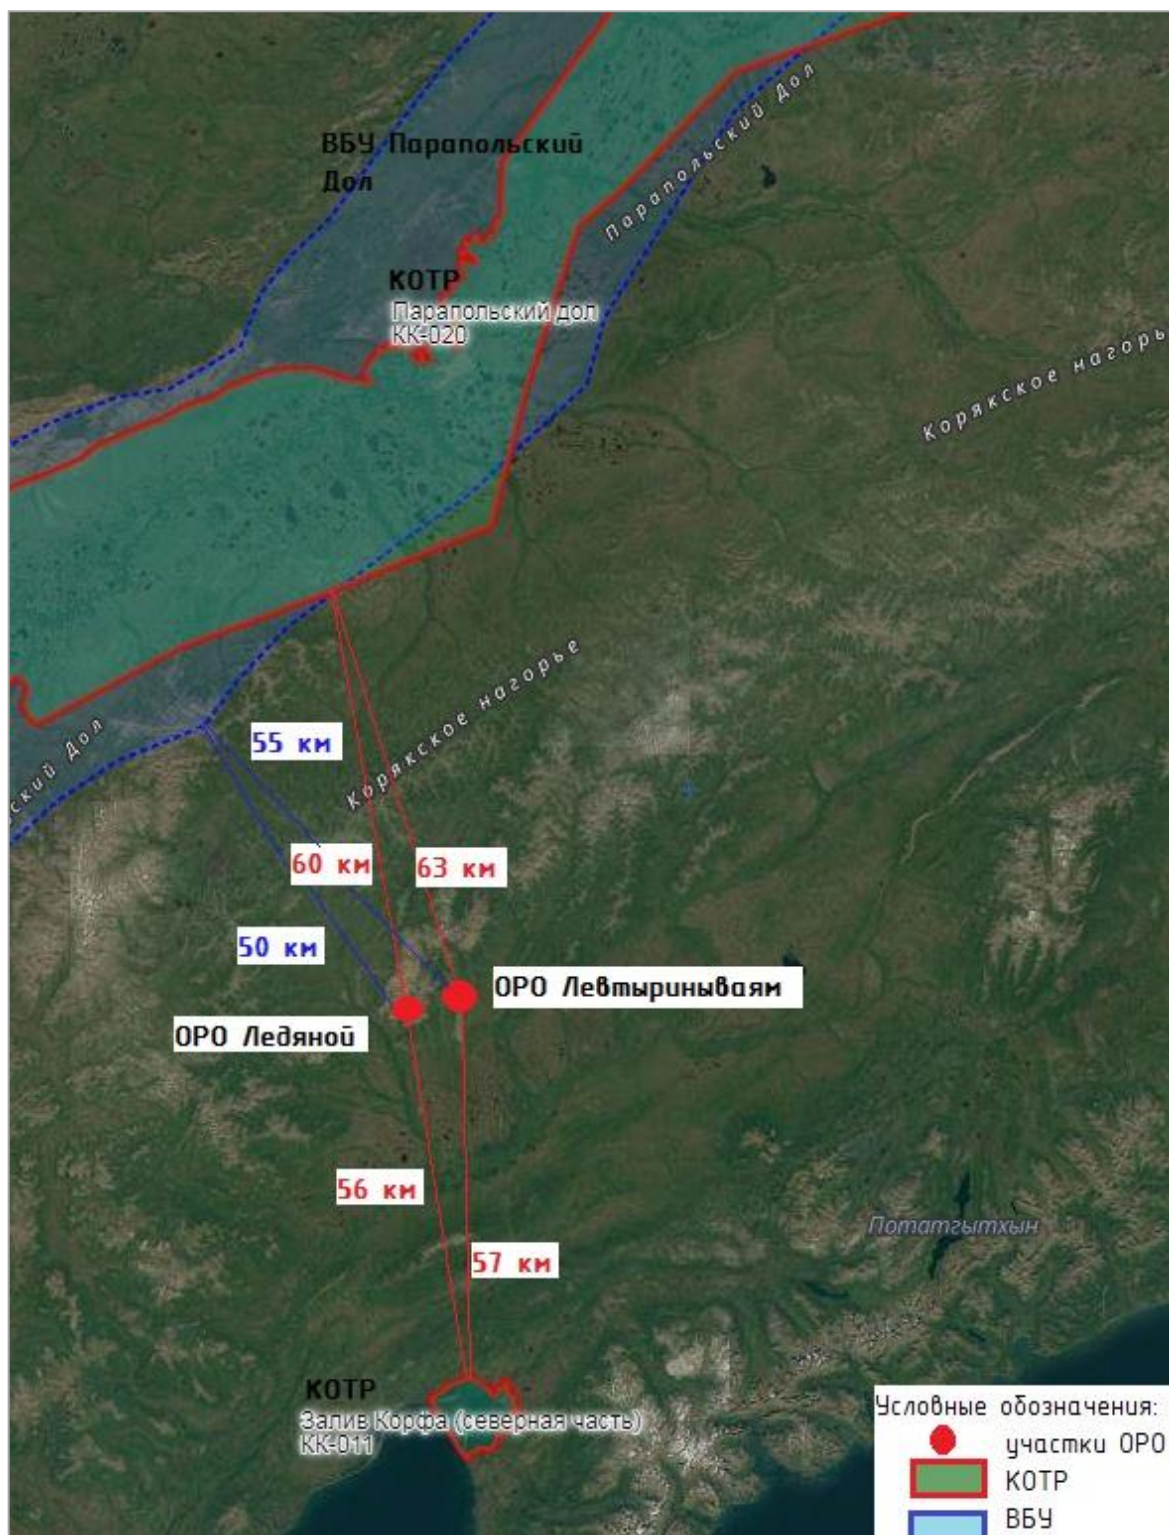 ВБУ Парапольский
Дол
Парапольский Дол
КОТР
Парапольский дол
КК-020
Корякское нагорь
Корякское нагорье
ский Дол
55 км
60 км
63 км
50 км
ОРО Левтыринываям
ОРО Ледяной
56 км
Потатгытхын
57 км
КОТР
Залив Корфа (северная часть)
КК-011
Условные обозначения:
участки ОРО
КОТР
ВБУ